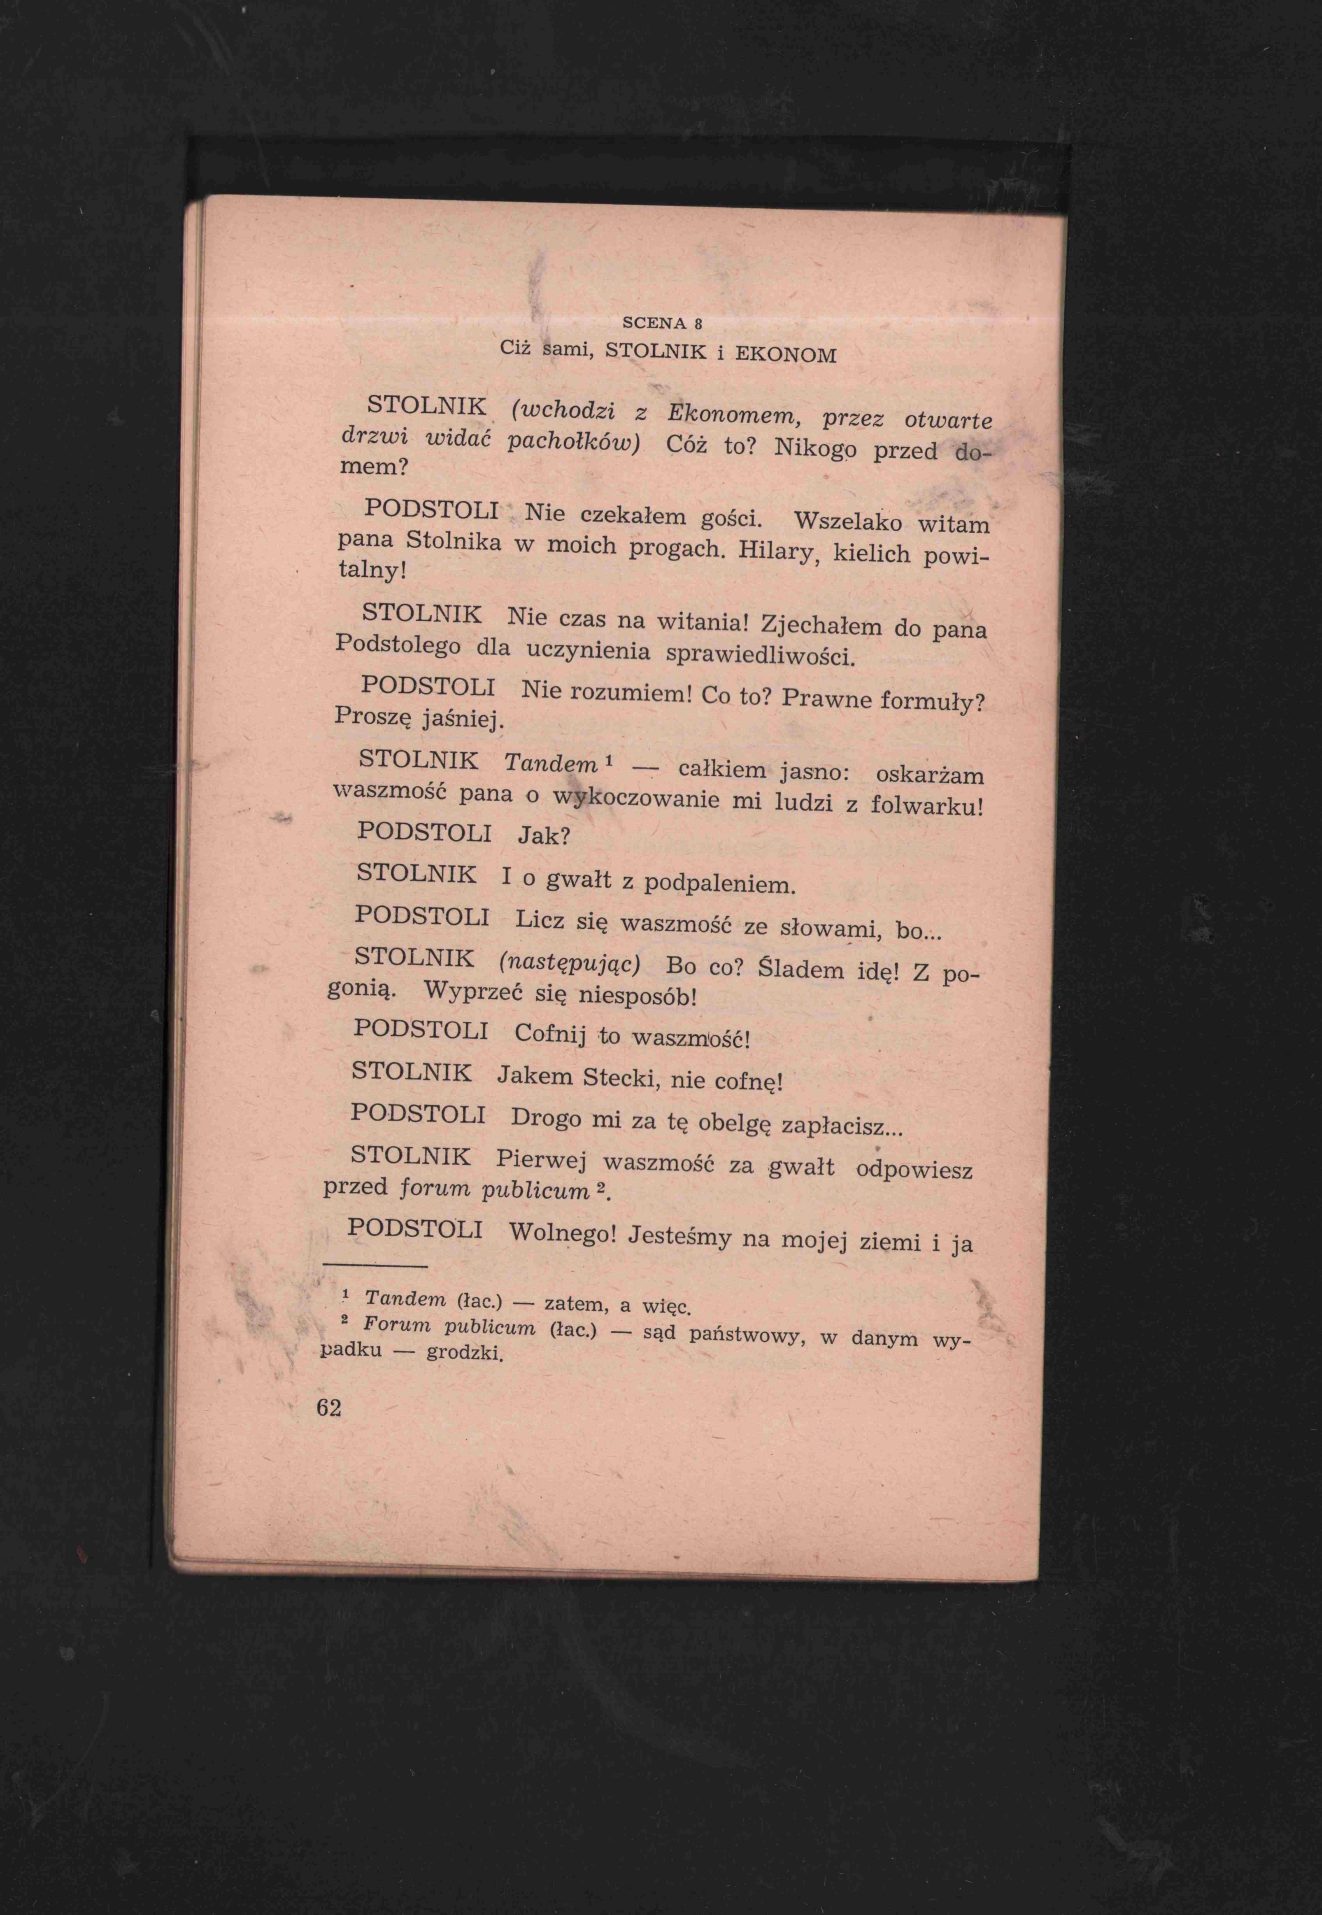 SCENA 8
Ciż sami, STOLNIK i EKONOM
STOLNIK (wchodzi z Ekonomem, przez otwarte
drzwi widać pachołków) Cóż to? Nikogo przed do-
mem?
PODSTOLI Nie czekałem gości. Wszelako witam
pana Stolnika w moich progach. Hilary, kielich powi-
talny!
STOLNIK Nie czas na witania! Zjechałem do pana
Podstolego dla uczynienia sprawiedliwości.
PODSTOLI Nie rozumiem! Co to? Prawne formuły?
Proszę jaśniej.
STOLNIK Tandem ¹ — całkiem jasno: oskarżam
waszmość pana o wykoczowanie mi ludzi z folwarku!
PODSTOLI Jak?
STOLNIK I o gwałt z podpaleniem.
PODSTOLI Licz się waszmość ze słowami, bo...
STOLNIK (następując) Bo co? Śladem idę! Z po-
gonią. Wyprzeć się niesposób!
PODSTOLI Cofnij to waszmość!
STOLNIK Jakem Stecki, nie cofnę!
PODSTOLI Drogo mi za tę obelgę zapłacisz...
STOLNIK Pierwej waszmość za gwałt odpowiesz
przed forum publicum ².
PODSTOLI Wolnego! Jesteśmy na mojej ziemi i ja
¹ Tandem (łac.) — zatem, a więc.
² Forum publicum (łac.) — sąd państwowy, w danym wy-
padku — grodzki.
62